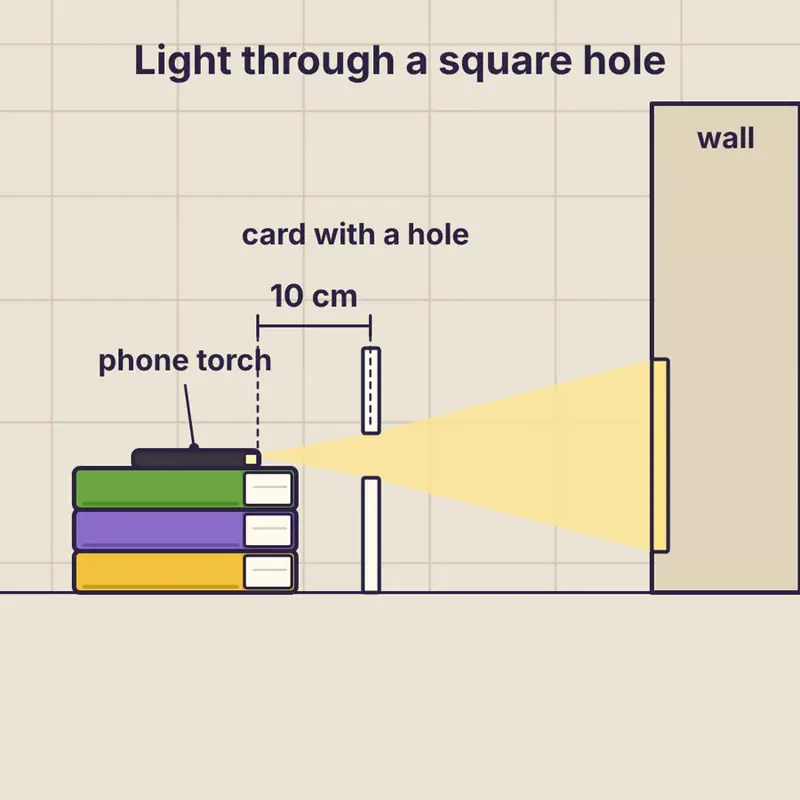 Light through a square hole
wall
card with a hole
10 cm
phone torch